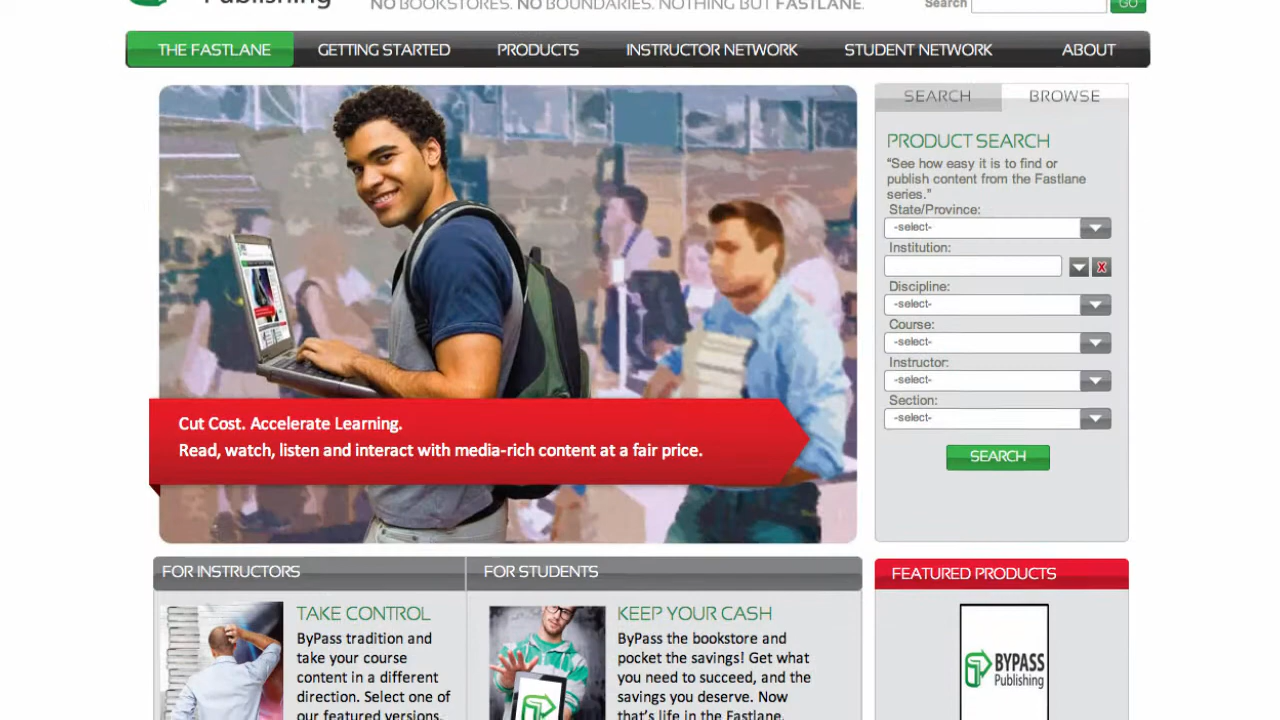 Publishing
NO BOOKSTORES. NO BOUNDARIES. NOTHING BUT FASTLANE.
Search
GO
THE FASTLANE GETTING STARTED PRODUCTS INSTRUCTOR NETWORK STUDENT NETWORK ABOUT
SEARCH BROWSE
PRODUCT SEARCH
"See how easy it is to find or
publish content from the Fastlane
series."
State/Province:
-select-
Institution:
Discipline:
-select-
Course:
-select-
Instructor:
-select-
Section:
-select-
SEARCH
Cut Cost. Accelerate Learning.
Read, watch, listen and interact with media-rich content at a fair price.
FOR INSTRUCTORS
TAKE CONTROL
ByPass tradition and
take your course
content in a different
direction. Select one of
our featured versions,
FOR STUDENTS
KEEP YOUR CASH
ByPass the bookstore and
pocket the savings! Get what
you need to succeed, and the
savings you deserve. Now
that's life in the Fastlane.
FEATURED PRODUCTS
BYPASS
Publishing